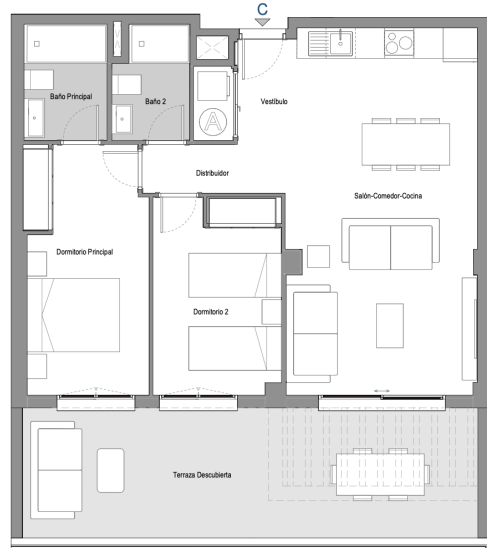 C
Baño Principal
Baño 2
A
Vestíbulo
Distribuidor
Salón-Comedor-Cocina
Dormitorio Principal
Dormitorio 2
Terraza Descubierta